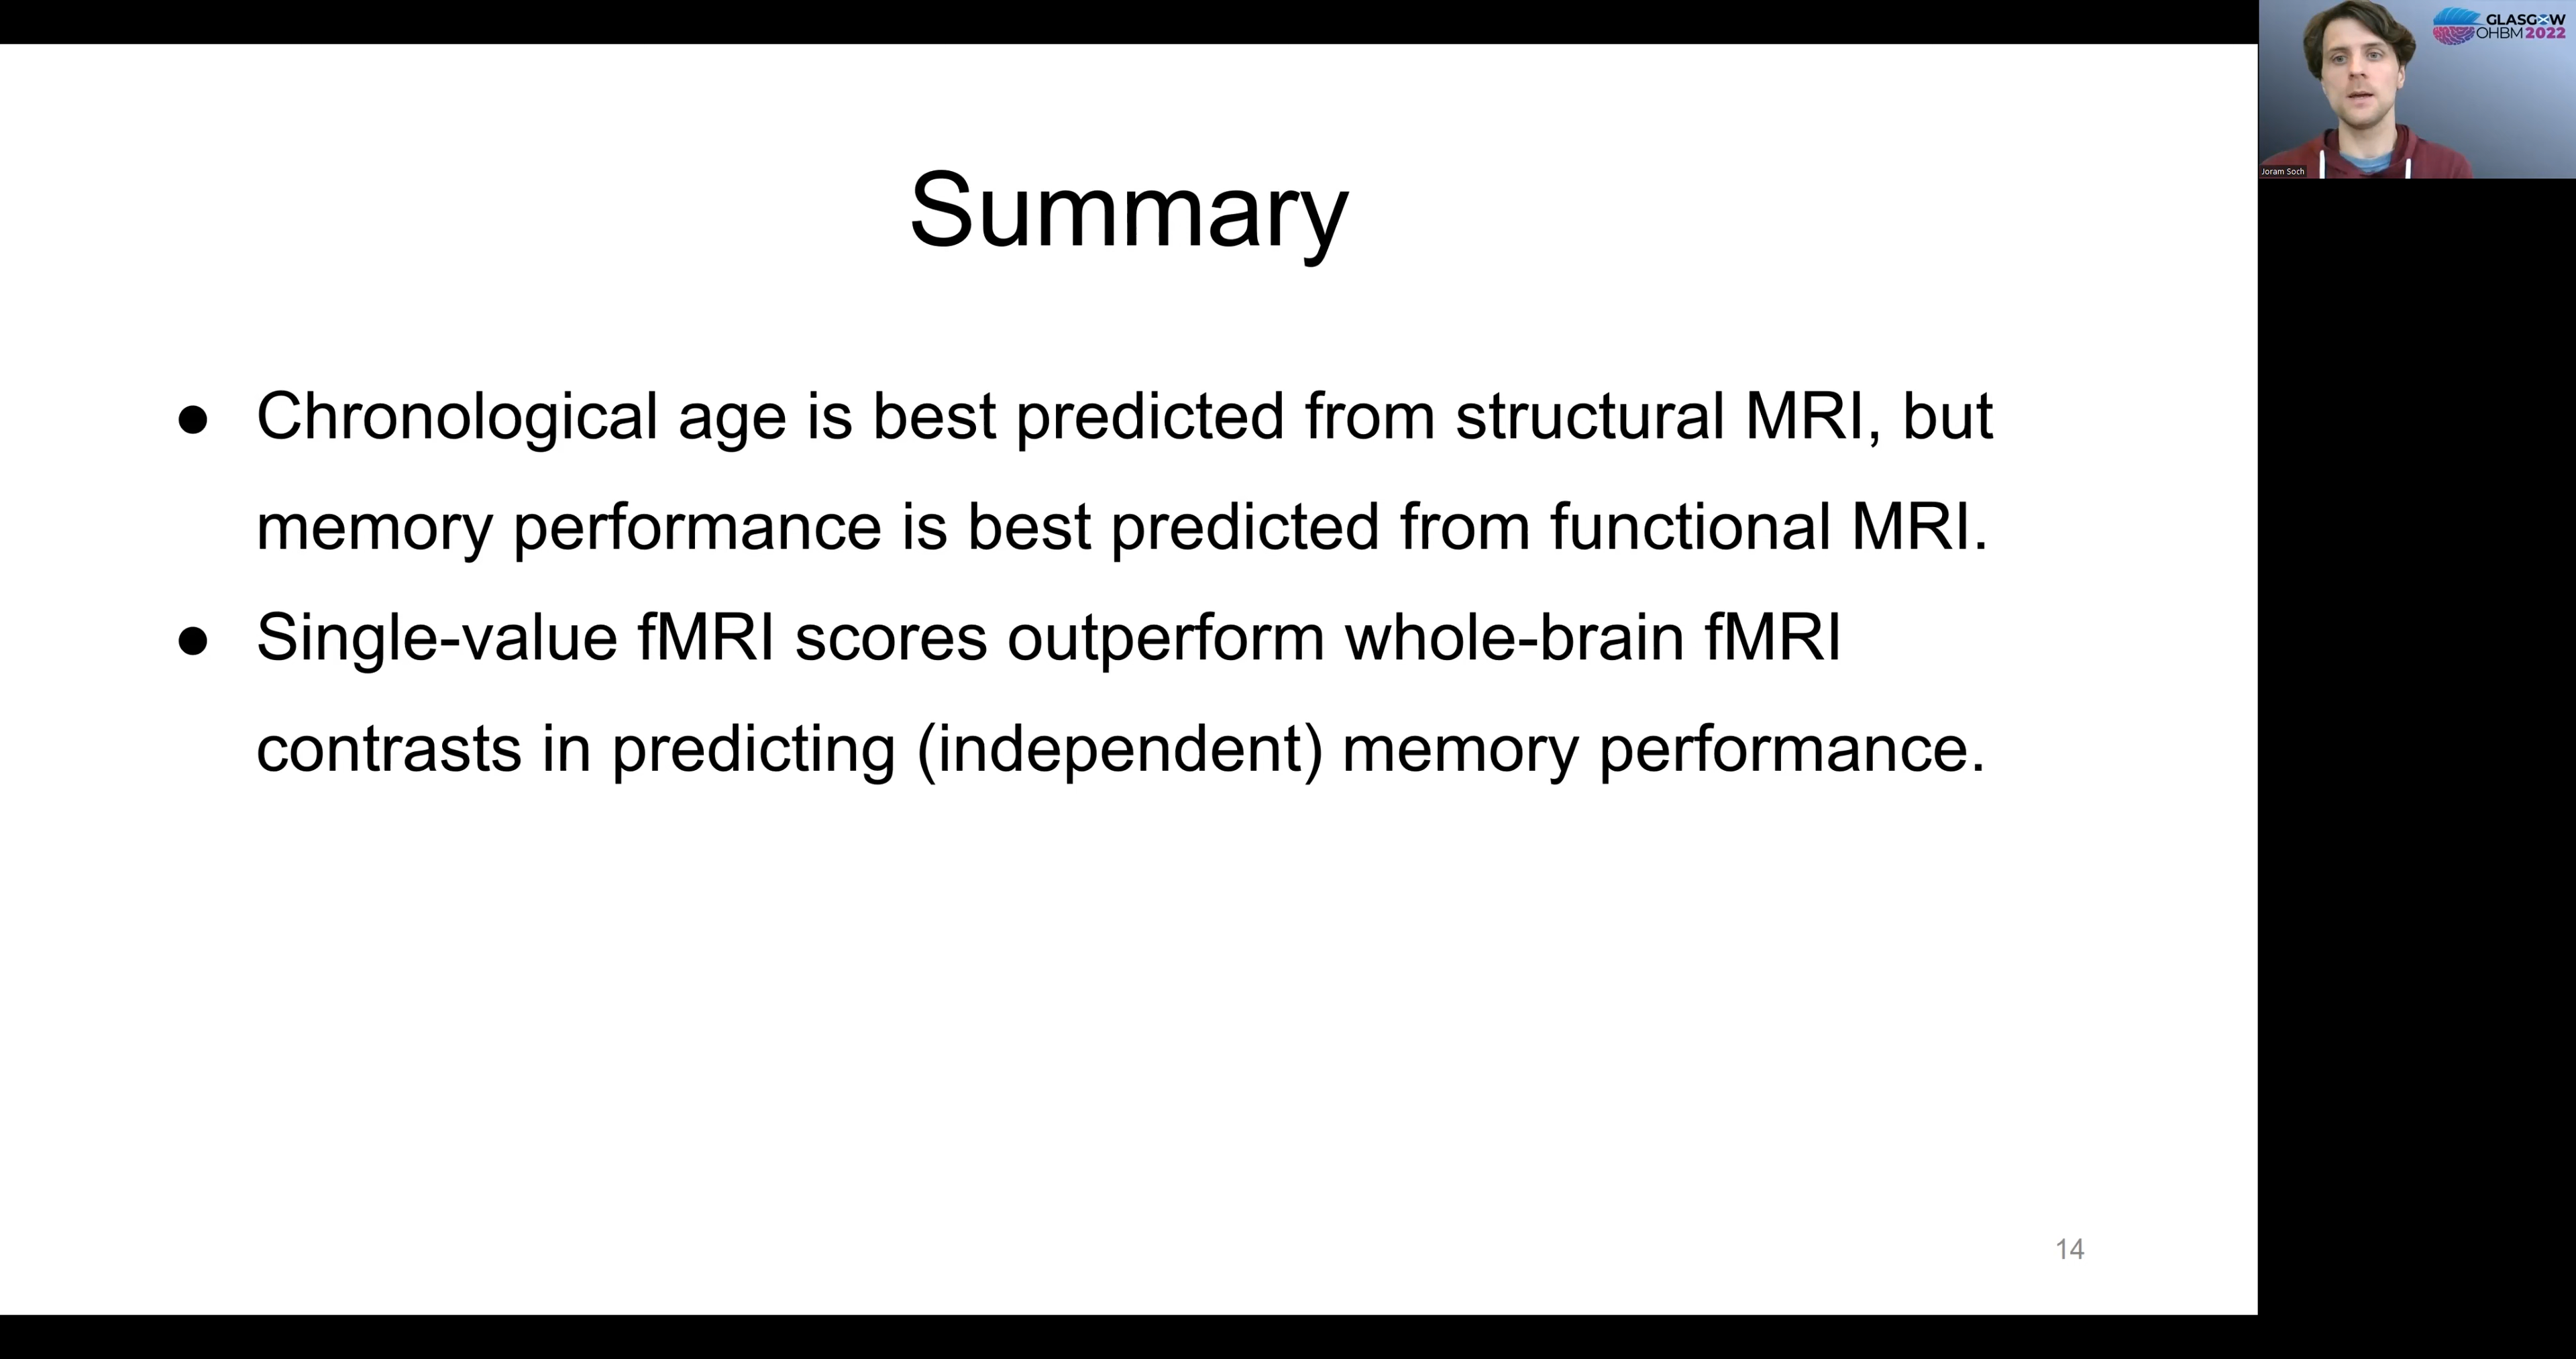 Summary
● Chronological age is best predicted from structural MRI, but
memory performance is best predicted from functional MRI.
● Single-value fMRI scores outperform whole-brain fMRI
contrasts in predicting (independent) memory performance.
14
GLASGOW
OHBM 2022
Joram Soch